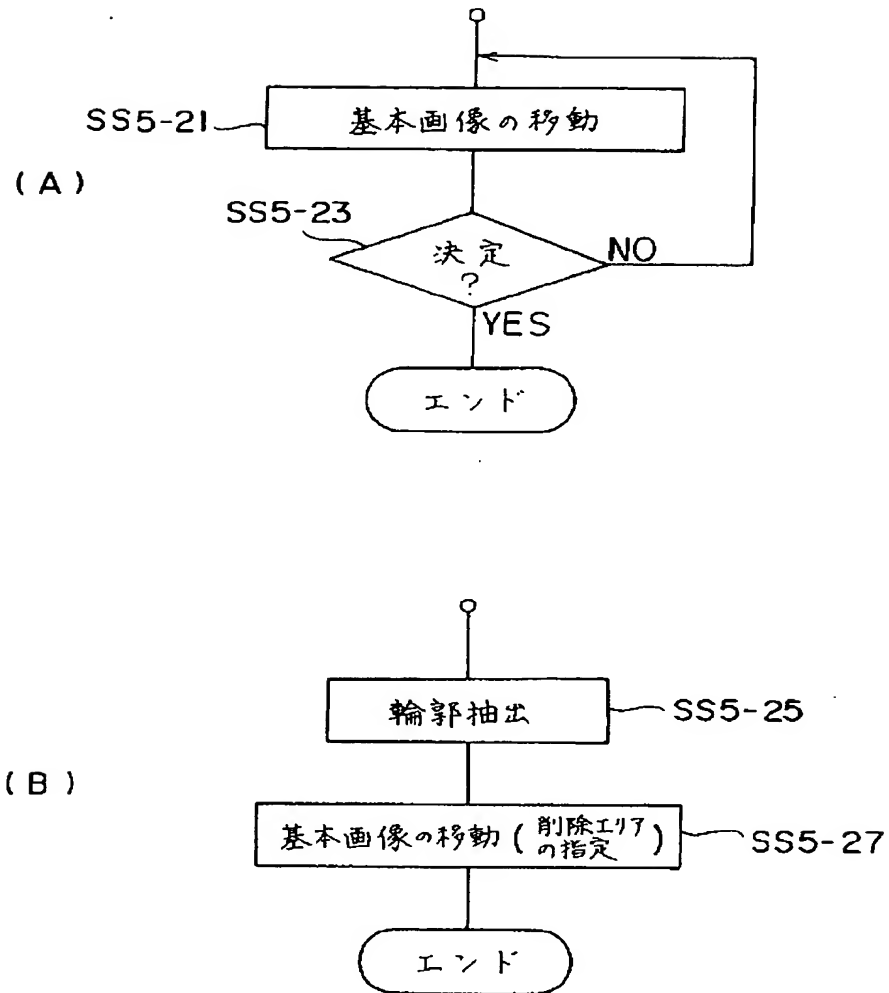 SS5-21
基本画像の移動
(A)
SS5-23
決定
?
NO
YES
エンド
輪郭抽出
SS5-25
(B)
基本画像の移動(削除エリアの指定)
SS5-27
エンド